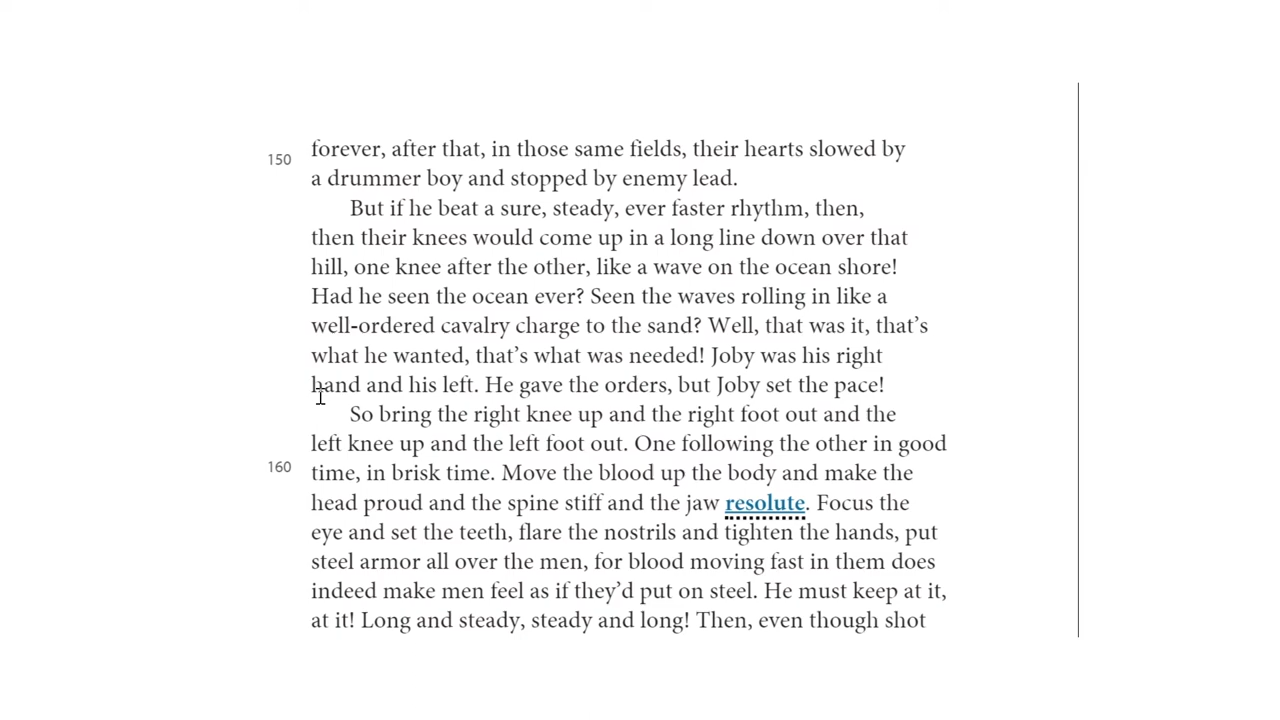 150 forever, after that, in those same fields, their hearts slowed by
a drummer boy and stopped by enemy lead.
But if he beat a sure, steady, ever faster rhythm, then,
then their knees would come up in a long line down over that
hill, one knee after the other, like a wave on the ocean shore!
Had he seen the ocean ever? Seen the waves rolling in like a
well-ordered cavalry charge to the sand? Well, that was it, that’s
what he wanted, that’s what was needed! Joby was his right
hand and his left. He gave the orders, but Joby set the pace!
So bring the right knee up and the right foot out and the
left knee up and the left foot out. One following the other in good
160 time, in brisk time. Move the blood up the body and make the
head proud and the spine stiff and the jaw resolute. Focus the
eye and set the teeth, flare the nostrils and tighten the hands, put
steel armor all over the men, for blood moving fast in them does
indeed make men feel as if they’d put on steel. He must keep at it,
at it! Long and steady, steady and long! Then, even though shot